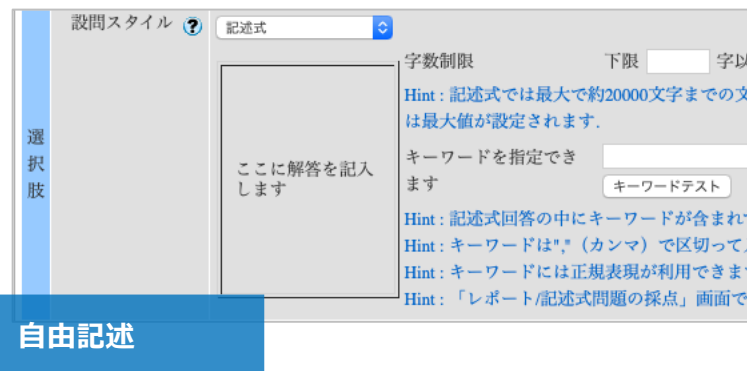 設問スタイル ?
記述式
字数制限 下限 字以
Hint : 記述式では最大で約20000文字までの文
は最大値が設定されます.
選択肢
ここに解答を記入
します
キーワードを指定でき
ます
キーワードテスト
Hint : 記述式回答の中にキーワードが含まれ
Hint : キーワードは","（カンマ）で区切って
Hint : キーワードには正規表現が利用できま
Hint : 「レポート/記述式問題の採点」画面で
自由記述